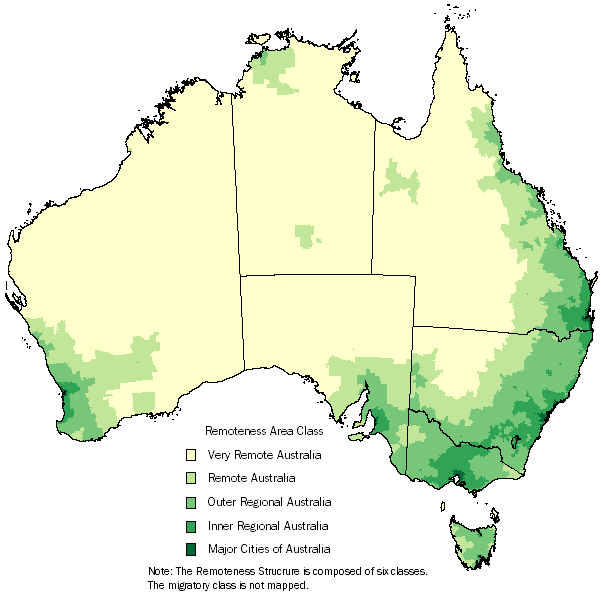 Remoteness Area Class
Very Remote Australia
Remote Australia
Outer Regional Australia
Inner Regional Australia
Major Cities of Australia
Note: The Remoteness Strucrure is composed of six classes.
The migratory class is not mapped.